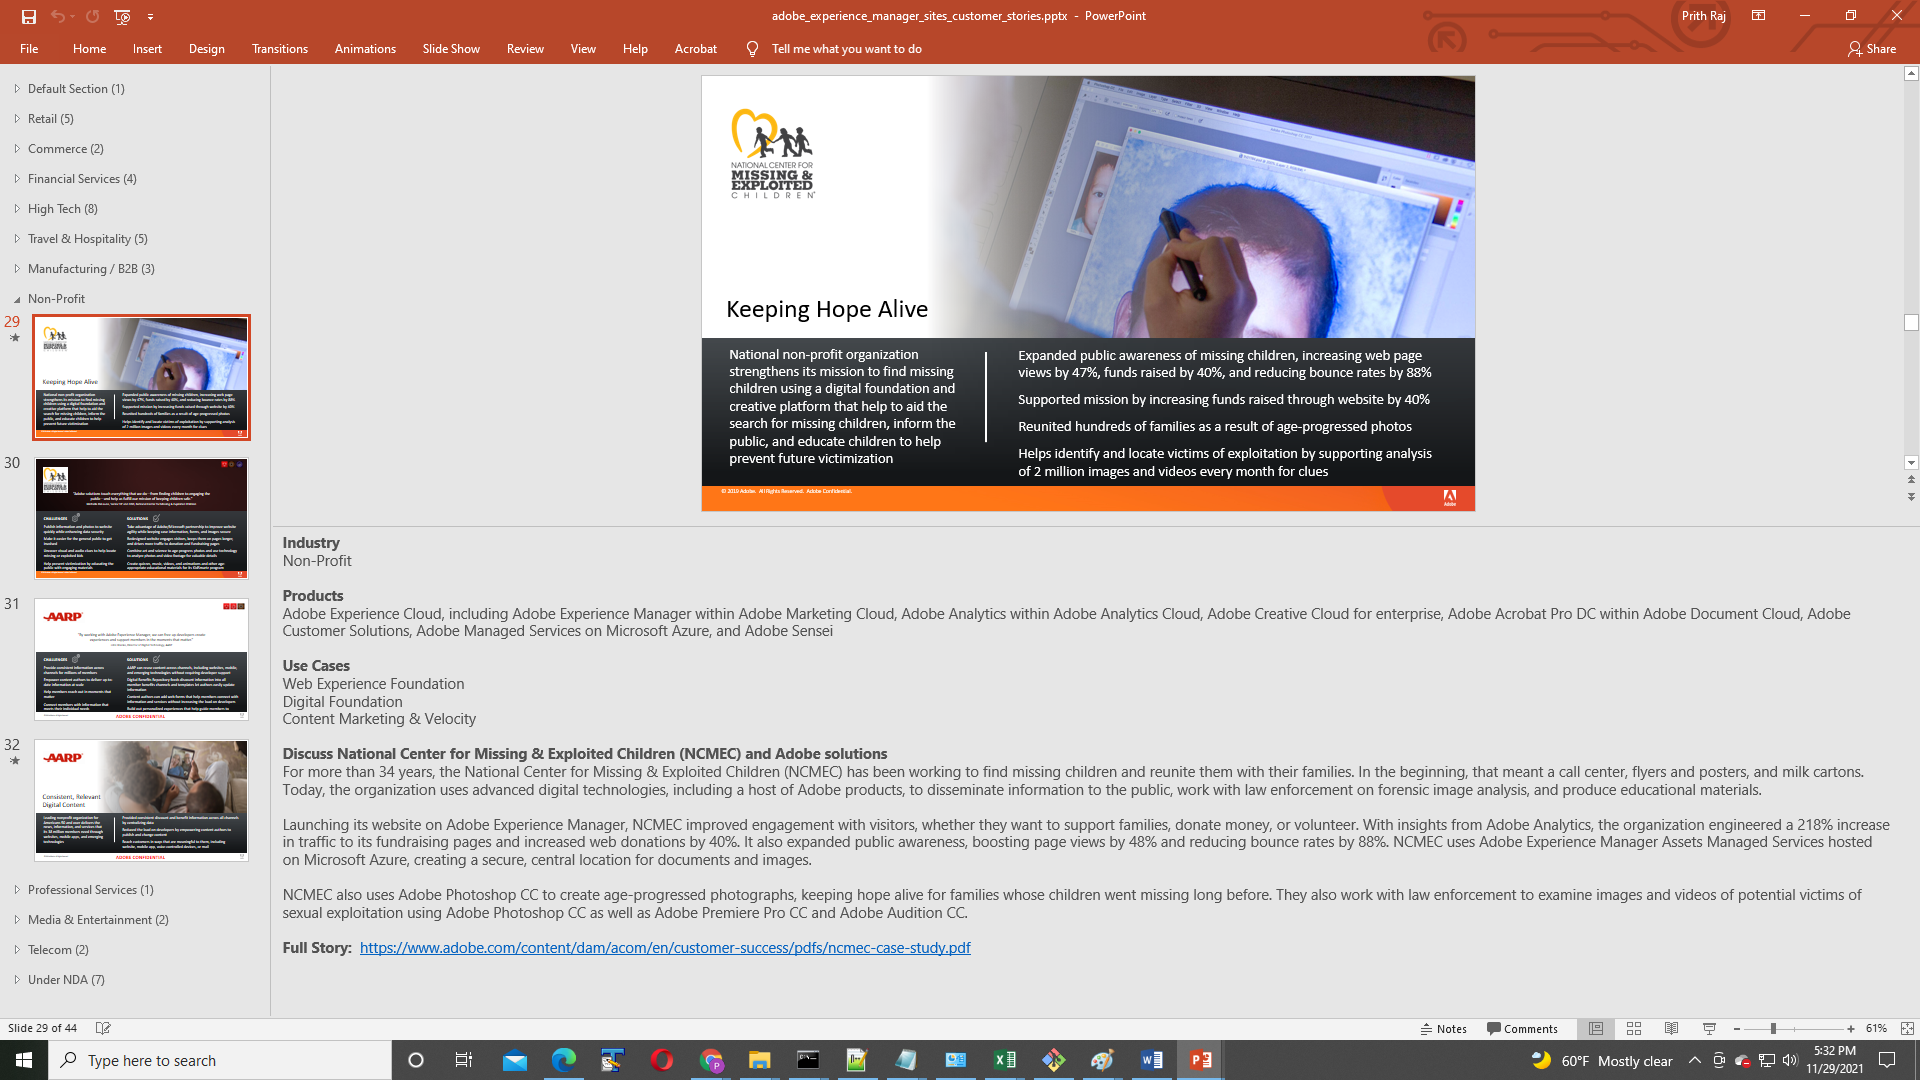 adobe_experience_manager_sites_customer_stories.pptx - PowerPoint
Prith Raj
File
Home
Insert
Design
Transitions
Animations
Slide Show
Review
View
Help
Acrobat
Tell me what you want to do
Share
Default Section (1)
Retail (5)
Commerce (2)
Financial Services (4)
High Tech (8)
Travel & Hospitality (5)
Manufacturing / B2B (3)
Non-Profit
29
Keeping Hope Alive
30
CHALLENGES
SOLUTIONS
31
AARP
CHALLENGES
SOLUTIONS
ADOBE CONFIDENTIAL
32
AARP
Consistent, Relevant
Digital Content
Professional Services (1)
Media & Entertainment (2)
Telecom (2)
Under NDA (7)
NATIONAL CENTER FOR
MISSING &
EXPLOITED
CHILDREN
Keeping Hope Alive
National non-profit organization
strengthens its mission to find missing
children using a digital foundation and
creative platform that help to aid the
search for missing children, inform the
public, and educate children to help
prevent future victimization
Expanded public awareness of missing children, increasing web page
views by 47%, funds raised by 40%, and reducing bounce rates by 88%
Supported mission by increasing funds raised through website by 40%
Reunited hundreds of families as a result of age-progressed photos
Helps identify and locate victims of exploitation by supporting analysis
of 2 million images and videos every month for clues
© 2019 Adobe. All Rights Reserved. Adobe Confidential.
Adobe
Industry
Non-Profit
Products
Adobe Experience Cloud, including Adobe Experience Manager within Adobe Marketing Cloud, Adobe Analytics within Adobe Analytics Cloud, Adobe Creative Cloud for enterprise, Adobe Acrobat Pro DC within Adobe Document Cloud, Adobe
Customer Solutions, Adobe Managed Services on Microsoft Azure, and Adobe Sensei
Use Cases
Web Experience Foundation
Digital Foundation
Content Marketing & Velocity
Discuss National Center for Missing & Exploited Children (NCMEC) and Adobe solutions
For more than 34 years, the National Center for Missing & Exploited Children (NCMEC) has been working to find missing children and reunite them with their families. In the beginning, that meant a call center, flyers and posters, and milk cartons.
Today, the organization uses advanced digital technologies, including a host of Adobe products, to disseminate information to the public, work with law enforcement on forensic image analysis, and produce educational materials.
Launching its website on Adobe Experience Manager, NCMEC improved engagement with visitors, whether they want to support families, donate money, or volunteer. With insights from Adobe Analytics, the organization engineered a 218% increase
in traffic to its fundraising pages and increased web donations by 40%. It also expanded public awareness, boosting page views by 48% and reducing bounce rates by 88%. NCMEC uses Adobe Experience Manager Assets Managed Services hosted
on Microsoft Azure, creating a secure, central location for documents and images.
NCMEC also uses Adobe Photoshop CC to create age-progressed photographs, keeping hope alive for families whose children went missing long before. They also work with law enforcement to examine images and videos of potential victims of
sexual exploitation using Adobe Photoshop CC as well as Adobe Premiere Pro CC and Adobe Audition CC.
Full Story: https://www.adobe.com/content/dam/acom/en/customer-success/pdfs/ncmec-case-study.pdf
Slide 29 of 44
Notes
Comments
61%
Type here to search
60°F Mostly clear
5:32 PM
11/29/2021